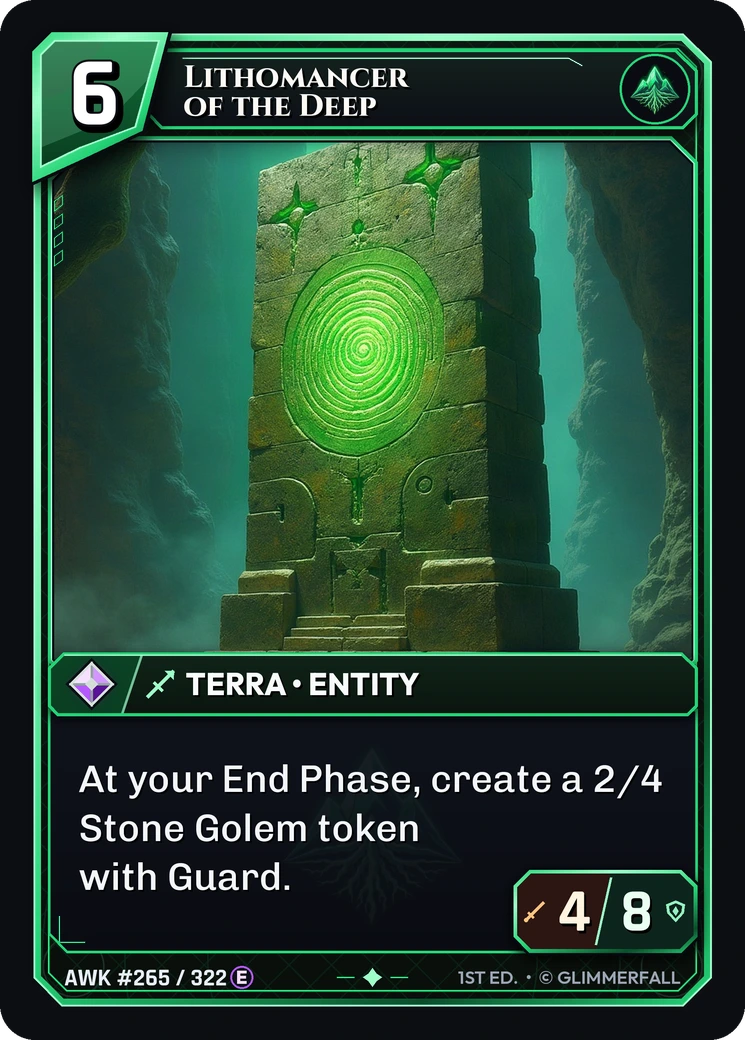 6
LITHOMANCER
OF THE DEEP
TERRA • ENTITY
At your End Phase, create a 2/4
Stone Golem token
with Guard.
4/8
AWK #265 / 322 E
1ST ED. • © GLIMMERFALL